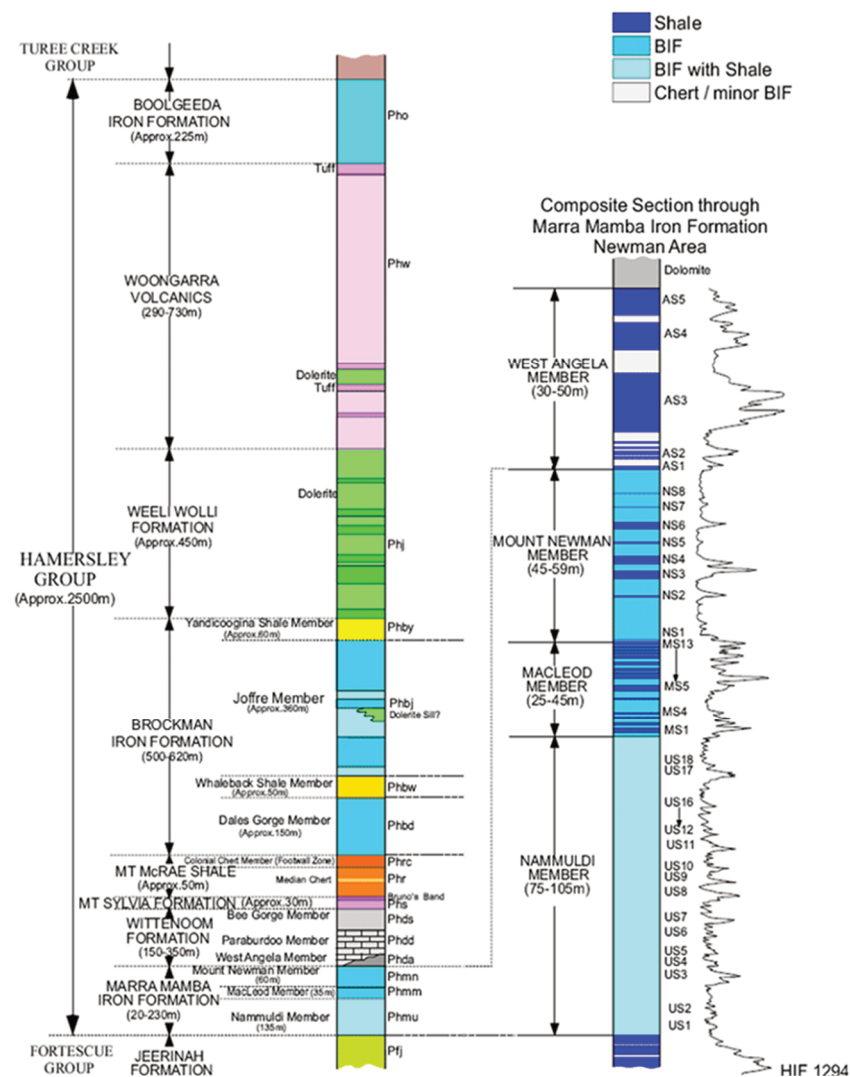 Shale
BIF
BIF with Shale
Chert / minor BIF
TUREE CREEK
GROUP
BOOLGEEDA
IRON FORMATION
(Approx.225m)
Pho
Tuff
WOONGARRA
VOLCANICS
(290-730m)
Phw
Dolerite
Tuff
WEELI WOLLI
FORMATION
(Approx.450m)
Dolerite
Phj
HAMERSLEY
GROUP
(Approx.2500m)
Yandicoogina Shale Member
(Approx.60m)
Phby
BROCKMAN
IRON FORMATION
(500-620m)
Joffre Member
(Approx.360m)
Phbj
Dolerite Sill?
Whaleback Shale Member
(Approx.50m)
Phbw
Dales Gorge Member
(Approx.150m)
Phbd
Colonial Chert Member (Footwall Zone)
Phrc
MT McRAE SHALE
(Approx.50m)
Median Chert
Phr
Bruno's Band
MT SYLVIA FORMATION (Approx.30m)
Phs
WITTENOOM
FORMATION
(150-350m)
Bee Gorge Member
Phds
Paraburdoo Member
Phdd
West Angela Member
Phda
MARRA MAMBA
IRON FORMATION
(20-230m)
Mount Newman Member
(60m)
Phmn
MacLeod Member (35m)
Phmm
Nammuldi Member
(135m)
Phmu
FORTESCUE
GROUP
JEERINAH
FORMATION
Pfj
Composite Section through
Marra Mamba Iron Formation
Newman Area
Dolomite
WEST ANGELA
MEMBER
(30-50m)
AS5
AS4
AS3
AS2
AS1
MOUNT NEWMAN
MEMBER
(45-59m)
NS8
NS7
NS6
NS5
NS4
NS3
NS2
NS1
MACLEOD
MEMBER
(25-45m)
MS13
MS5
MS4
MS1
NAMMULDI
MEMBER
(75-105m)
US18
US17
US16
US12
US11
US10
US9
US8
US7
US6
US5
US4
US3
US2
US1
HIF 1294